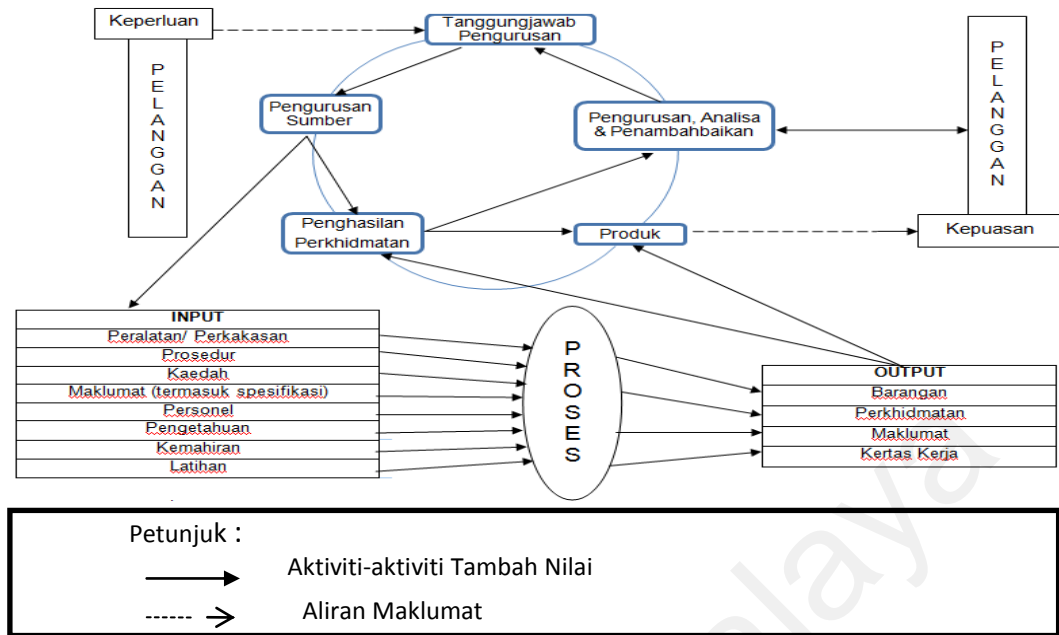 Keperluan
PELANGGAN
Tanggungjawab
Pengurusan
Pengurusan
Sumber
Pengurusan, Analisa
& Penambahbaikan
PELANGGAN
Penghasilan
Perkhidmatan
Produk
Kepuasan
INPUT
Peralatan/ Perkakasan
Prosedur
Kaedah
Maklumat (termasuk spesifikasi)
Personel
Pengetahuan
Kemahiran
Latihan
PROSES
OUTPUT
Barangan
Perkhidmatan
Maklumat
Kertas Kerja
Petunjuk :
Aktiviti-aktiviti Tambah Nilai
Aliran Maklumat
alaya